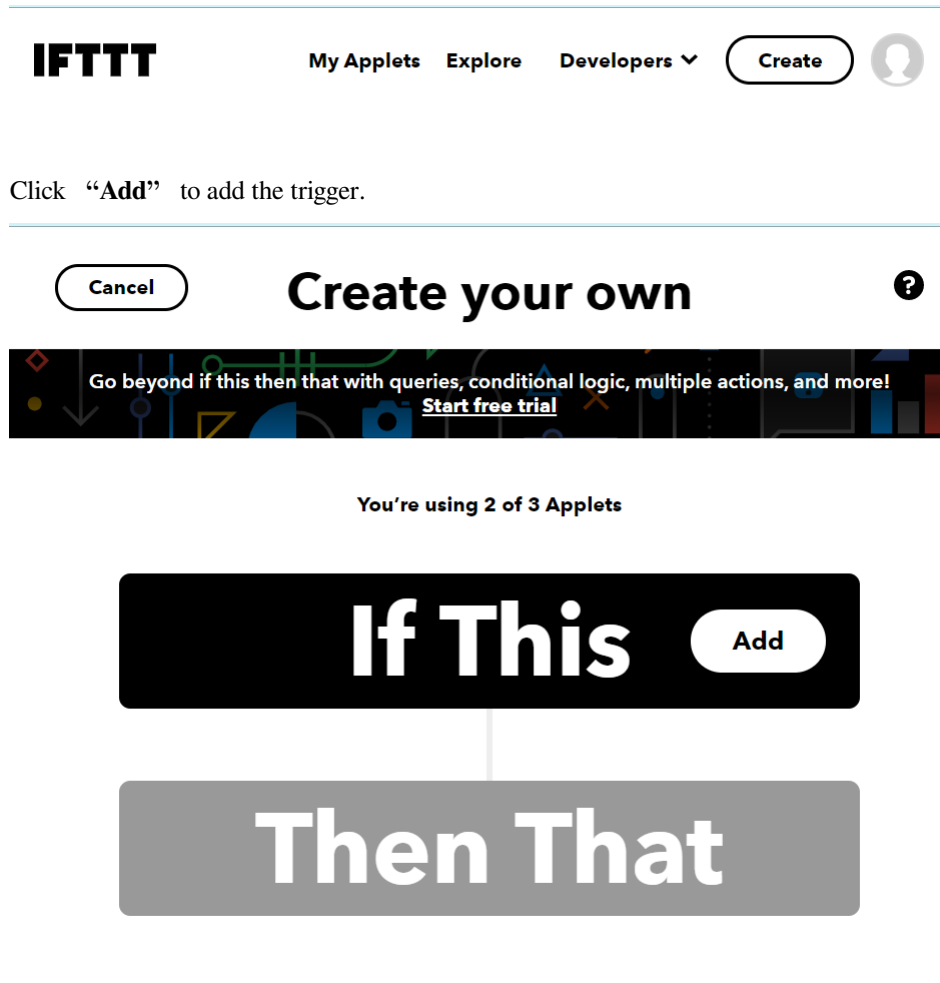 IFTTT My Applets Explore Developers Create
Click “Add” to add the trigger.
Cancel Create your own ?
Go beyond if this then that with queries, conditional logic, multiple actions, and more!
Start free trial
You’re using 2 of 3 Applets
If This Add
Then That